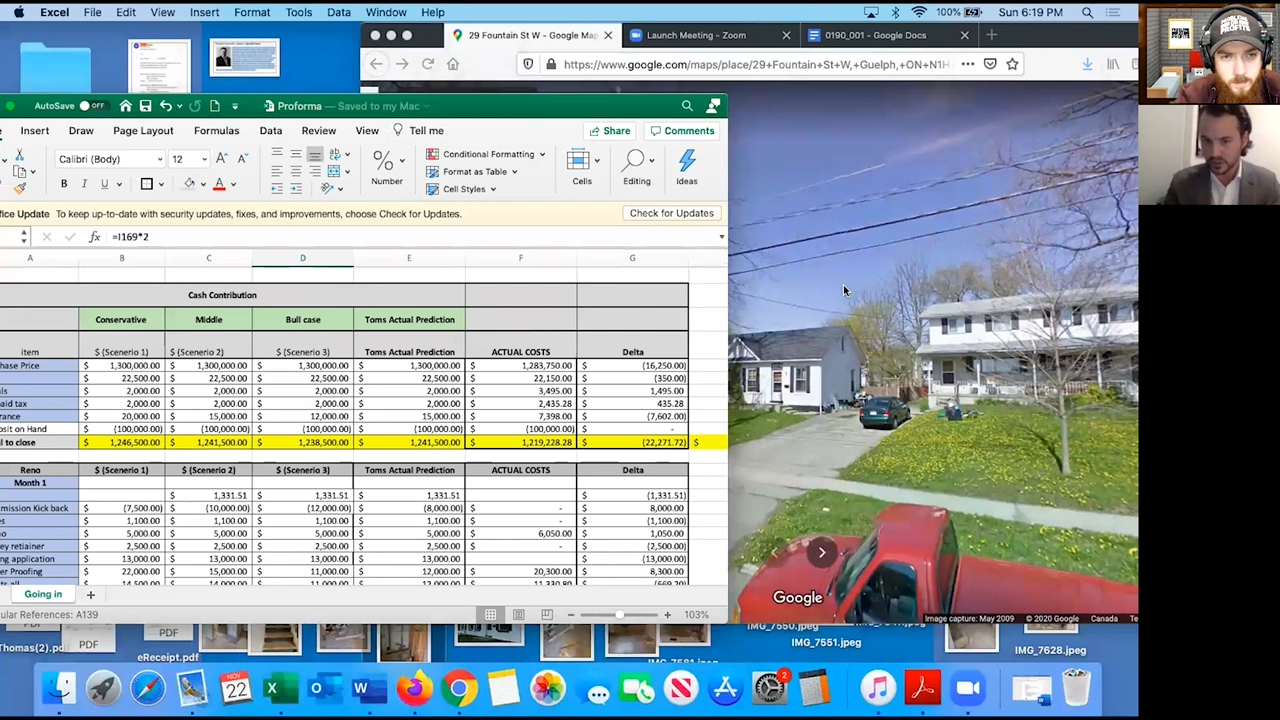 Excel File Edit View Insert Format Tools Data Window Help 100% Sun 6:19 PM
29 Fountain St W - Google Map Launch Meeting - Zoom 0190_001 - Google Docs
https://www.google.com/maps/place/29+Fountain+St+W,+Guelph,+ON+N1H
AutoSave OFF Proforma — Saved to my Mac
Insert Draw Page Layout Formulas Data Review View Tell me Share Comments
Calibri (Body) 12 Number Conditional Formatting Format as Table Cell Styles Cells Editing Ideas
B I U A
ffice Update To keep up-to-date with security updates, fixes, and improvements, choose Check for Updates. Check for Updates
fx =I169*2
A B C D E F G
Cash Contribution
Conservative Middle Bull case Toms Actual Prediction
item $ (Scenerio 1) $ (Scenerio 2) $ (Scenerio 3) Toms Actual Prediction ACTUAL COSTS Delta
hase Price $ 1,300,000.00 $ 1,300,000.00 $ 1,300,000.00 $ 1,300,000.00 $ 1,283,750.00 $ (16,250.00)
$ 22,500.00 $ 22,500.00 $ 22,500.00 $ 22,500.00 $ 22,150.00 $ (350.00)
ls $ 2,000.00 $ 2,000.00 $ 2,000.00 $ 2,000.00 $ 3,495.00 $ 1,495.00
aid tax $ 2,000.00 $ 2,000.00 $ 2,000.00 $ 2,000.00 $ 2,435.28 $ 435.28
rance $ 20,000.00 $ 15,000.00 $ 12,000.00 $ 15,000.00 $ 7,398.00 $ (7,602.00)
osit on Hand $ (100,000.00) $ (100,000.00) $ (100,000.00) $ (100,000.00) $ (100,000.00) $ -
l to close $ 1,246,500.00 $ 1,241,500.00 $ 1,238,500.00 $ 1,241,500.00 $ 1,219,228.28 $ (22,271.72) $
Reno $ (Scenerio 1) $ (Scenerio 2) $ (Scenerio 3) Toms Actual Prediction ACTUAL COSTS Delta
Month 1
$ 1,331.51 $ 1,331.51 $ 1,331.51 $ (1,331.51)
mission Kick back $ (7,500.00) $ (10,000.00) $ (12,000.00) $ (8,000.00) $ - $ 8,000.00
es $ 1,100.00 $ 1,100.00 $ 1,100.00 $ 1,100.00 $ - $ (1,100.00)
o $ 5,000.00 $ 5,000.00 $ 5,000.00 $ 5,000.00 $ 6,050.00 $ 1,050.00
ey retianer $ 2,500.00 $ 2,500.00 $ 2,500.00 $ 2,500.00 $ - $ (2,500.00)
ng application $ 13,000.00 $ 13,000.00 $ 13,000.00 $ 13,000.00 $ (13,000.00)
er Proofing $ 22,000.00 $ 15,000.00 $ 11,000.00 $ 12,000.00 $ 20,300.00 $ 8,300.00
Going in
ular References: A139 103%
Google
Image capture: May 2009 © 2020 Google Canada Te
Thomas(2).pd PDF
PDF
eReceipt.pdf
IMG_7550.jpeg
IMG_7551.jpeg
IMG_7581.jpeg
IMG_7628.jpeg
NOV
22
2
PROFITS